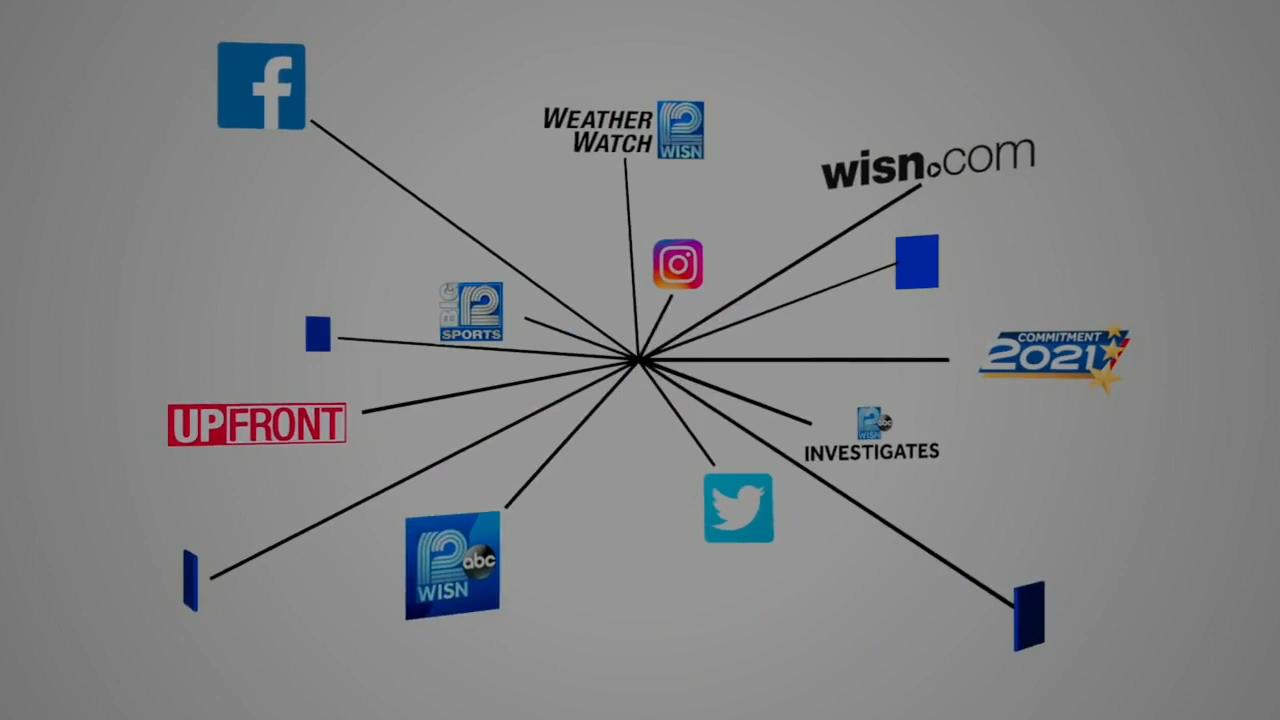 f
WEATHER
WATCH
12
WISN
wisn.com
BIG
12
SPORTS
COMMITMENT
2021
UPFRONT
12
abc
WISN
INVESTIGATES
12
abc
WISN